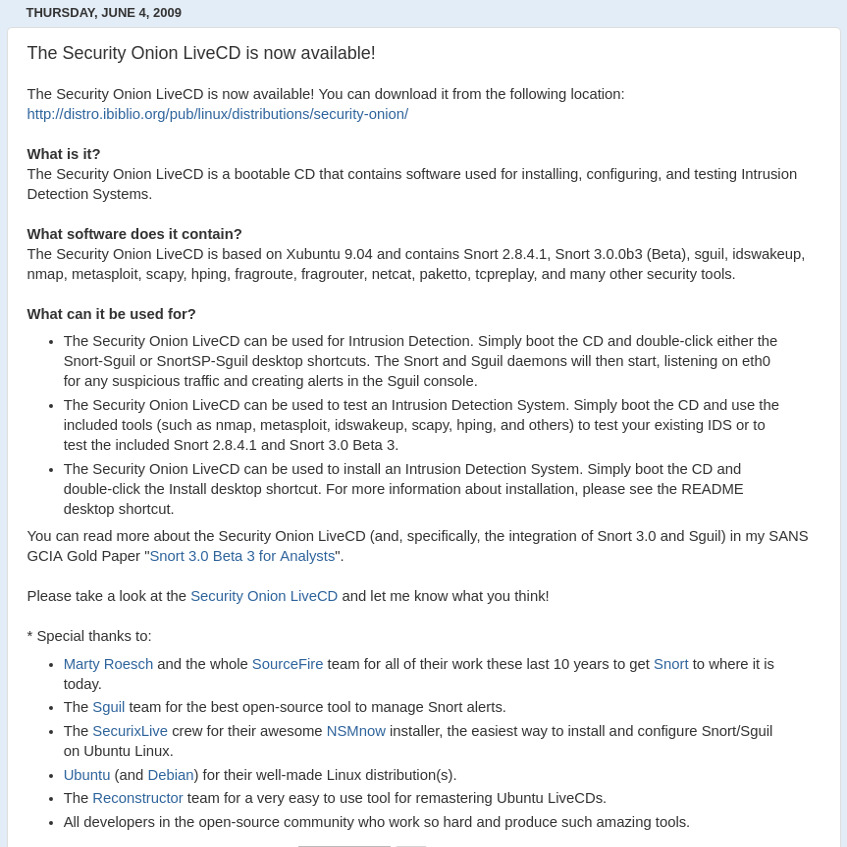 THURSDAY, JUNE 4, 2009
The Security Onion LiveCD is now available!
The Security Onion LiveCD is now available! You can download it from the following location:
http://distro.ibiblio.org/pub/linux/distributions/security-onion/
What is it?
The Security Onion LiveCD is a bootable CD that contains software used for installing, configuring, and testing Intrusion
Detection Systems.
What software does it contain?
The Security Onion LiveCD is based on Xubuntu 9.04 and contains Snort 2.8.4.1, Snort 3.0.0b3 (Beta), sguil, idswakeup,
nmap, metasploit, scapy, hping, fragroute, fragrouter, netcat, paketto, tcpreplay, and many other security tools.
What can it be used for?
• The Security Onion LiveCD can be used for Intrusion Detection. Simply boot the CD and double-click either the
Snort-Sguil or SnortSP-Sguil desktop shortcuts. The Snort and Sguil daemons will then start, listening on eth0
for any suspicious traffic and creating alerts in the Sguil console.
• The Security Onion LiveCD can be used to test an Intrusion Detection System. Simply boot the CD and use the
included tools (such as nmap, metasploit, idswakeup, scapy, hping, and others) to test your existing IDS or to
test the included Snort 2.8.4.1 and Snort 3.0 Beta 3.
• The Security Onion LiveCD can be used to install an Intrusion Detection System. Simply boot the CD and
double-click the Install desktop shortcut. For more information about installation, please see the README
desktop shortcut.
You can read more about the Security Onion LiveCD (and, specifically, the integration of Snort 3.0 and Sguil) in my SANS
GCIA Gold Paper "Snort 3.0 Beta 3 for Analysts".
Please take a look at the Security Onion LiveCD and let me know what you think!
* Special thanks to:
• Marty Roesch and the whole SourceFire team for all of their work these last 10 years to get Snort to where it is
today.
• The Sguil team for the best open-source tool to manage Snort alerts.
• The SecurixLive crew for their awesome NSMnow installer, the easiest way to install and configure Snort/Sguil
on Ubuntu Linux.
• Ubuntu (and Debian) for their well-made Linux distribution(s).
• The Reconstructor team for a very easy to use tool for remastering Ubuntu LiveCDs.
• All developers in the open-source community who work so hard and produce such amazing tools.